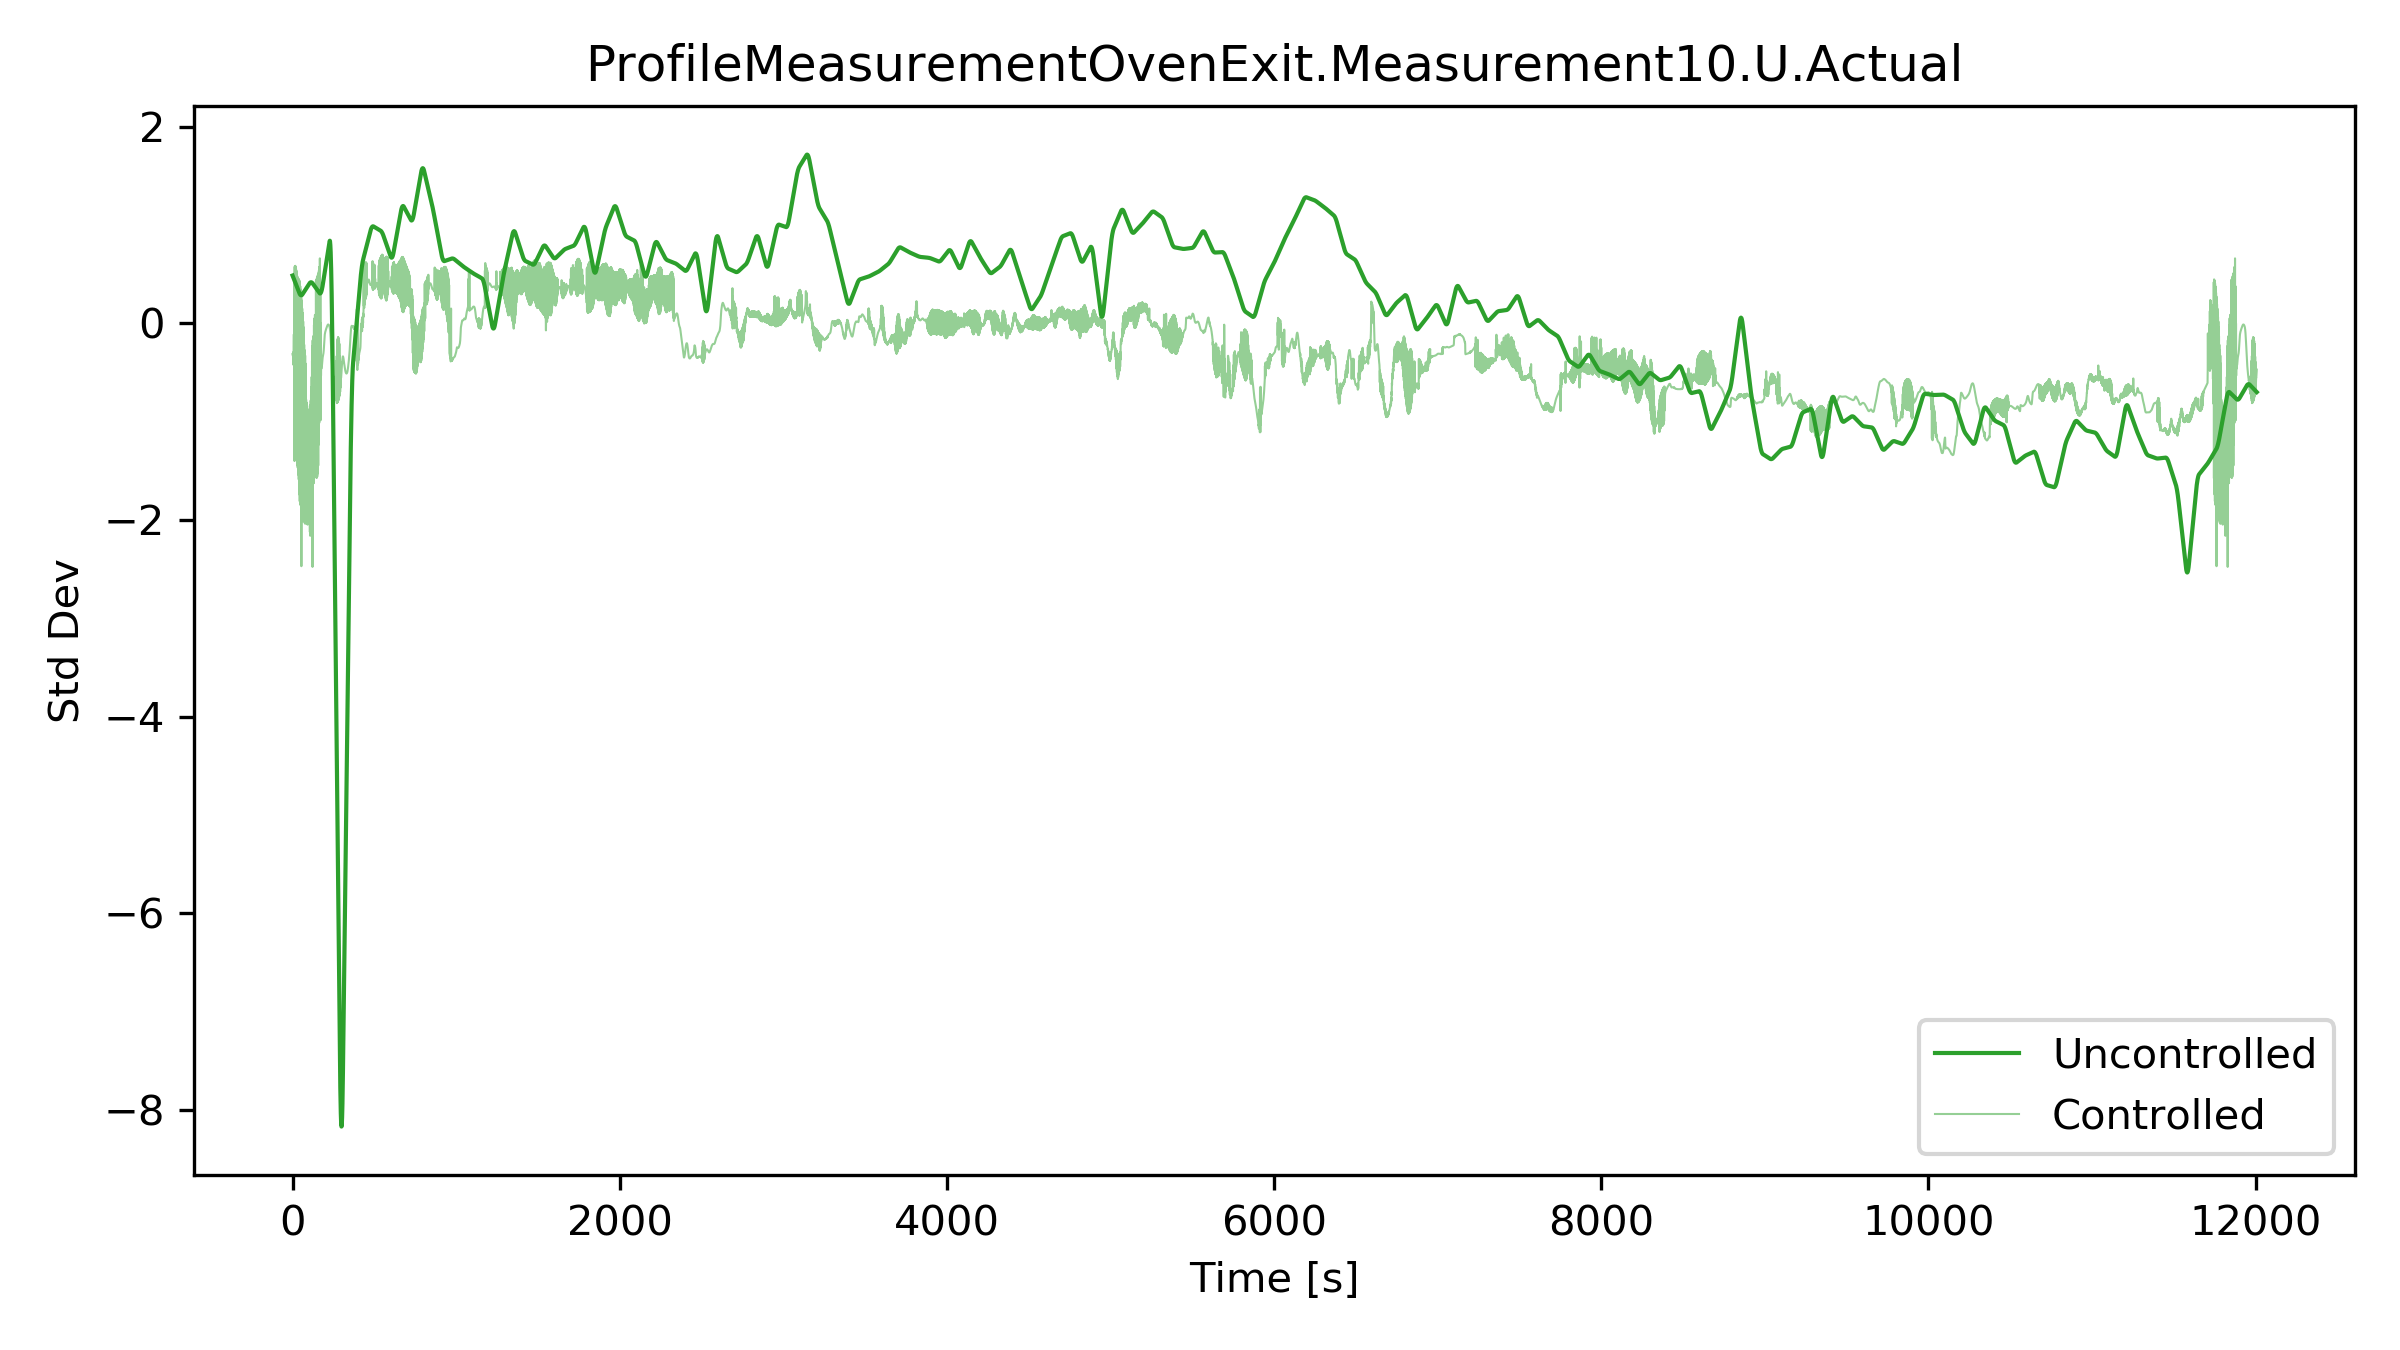 ProfileMeasurementOvenExit.Measurement10.U.Actual
2
0
−2
−4
−6
−8
Std Dev
0 2000 4000 6000 8000 10000 12000
Time [s]
Uncontrolled
Controlled